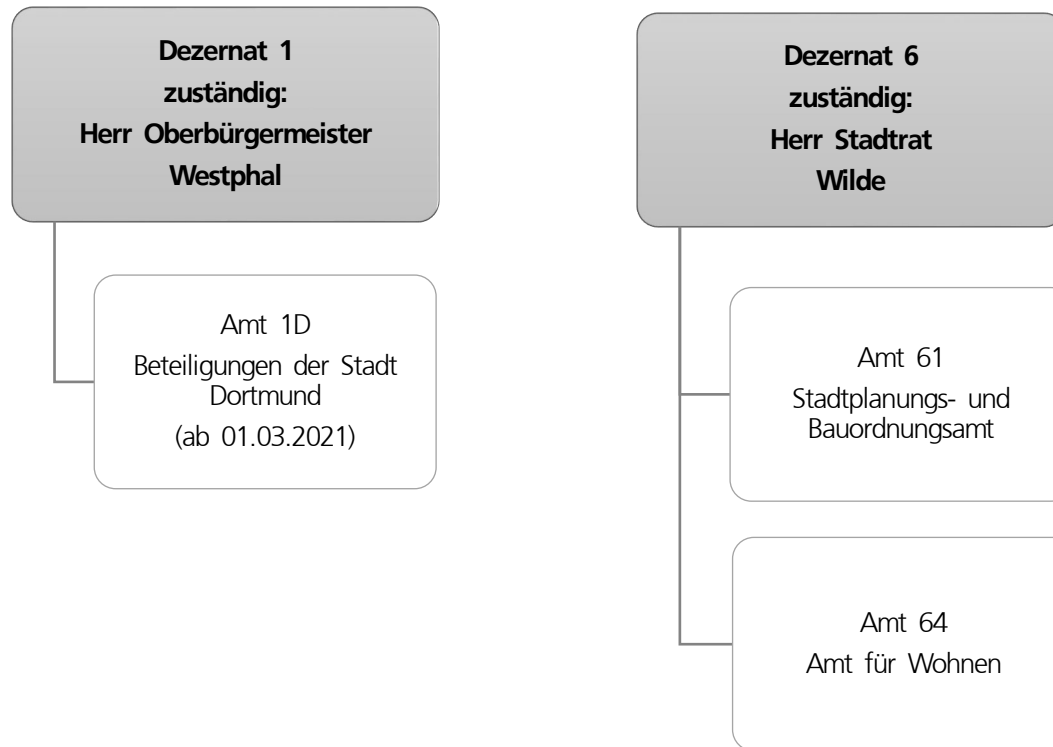 Dezernat 1
zuständig:
Herr Oberbürgermeister
Westphal
Amt 1D
Beteiligungen der Stadt
Dortmund
(ab 01.03.2021)
Dezernat 6
zuständig:
Herr Stadtrat
Wilde
Amt 61
Stadtplanungs- und
Bauordnungsamt
Amt 64
Amt für Wohnen